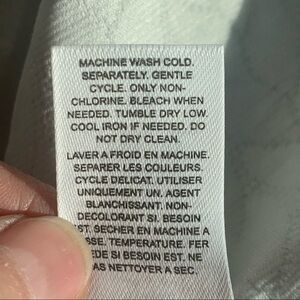 MACHINE WASH COLD.
SEPARATELY. GENTLE
CYCLE. ONLY NON-
CHLORINE. BLEACH WHEN
NEEDED. TUMBLE DRY LOW.
COOL IRON IF NEEDED. DO
NOT DRY CLEAN.
LAVER A FROID EN MACHINE.
SEPARER LES COULEURS.
CYCLE DELICAT. UTILISER
UNIQUEMENT UN. AGENT
BLANCHISSANT. NON-
DECOLORANT SI. BESOIN
SECHER EN MACHINE A
TEMPERATURE. FER
SI BESOIN EST. NE
NETTOYER A SEC.